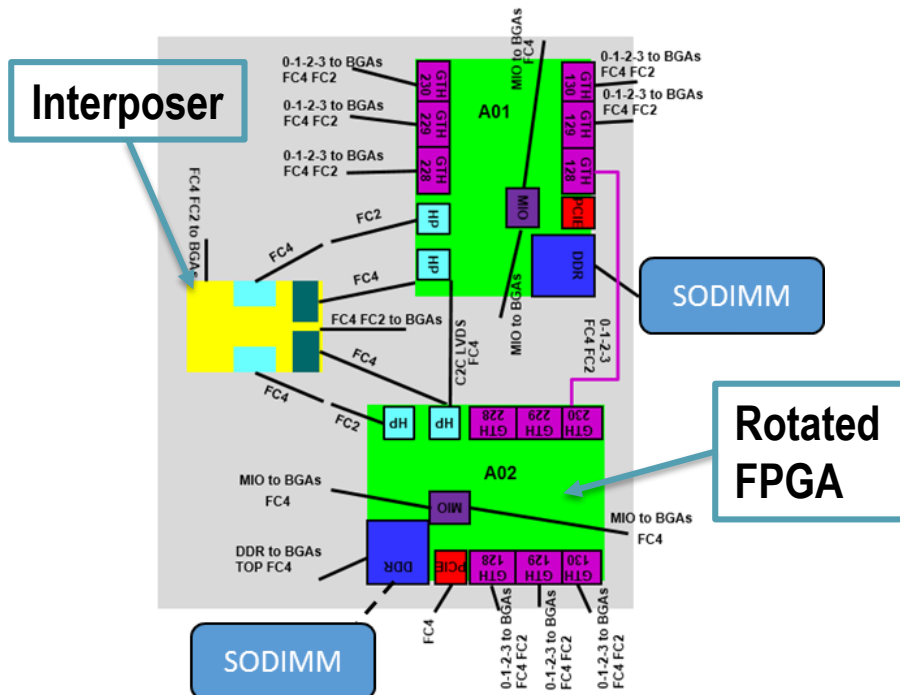 Interposer
0-1-2-3 to BGAs
FC4 FC2
0-1-2-3 to BGAs
FC4 FC2
0-1-2-3 to BGAs
FC4 FC2
GTH
230
GTH
229
GTH
228
A01
MIO to BGAs
FC4
GTH
130
GTH
129
GTH
128
0-1-2-3 to BGAs
FC4 FC2
0-1-2-3 to BGAs
FC4 FC2
MIO
PCIE
DDR
HP
HP
MIO to BGAs
SODIMM
FC4 FC2 to BGAs
FC4
FC2
FC4
FC4 FC2 to BGAs
FC4
FC4
FC2
C2C LVDS
FC4
0-1-2-3
FC4 FC2
HP
HP
GTH
228
GTH
229
GTH
230
A02
Rotated
FPGA
MIO to BGAs
FC4
MIO
MIO to BGAs
FC4
DDR to BGAs
TOP FC4
DDR
PCIE
GTH
128
GTH
129
GTH
130
FC4
0-1-2-3 to BGAs
FC4 FC2
0-1-2-3 to BGAs
FC4 FC2
0-1-2-3 to BGAs
FC4 FC2
SODIMM